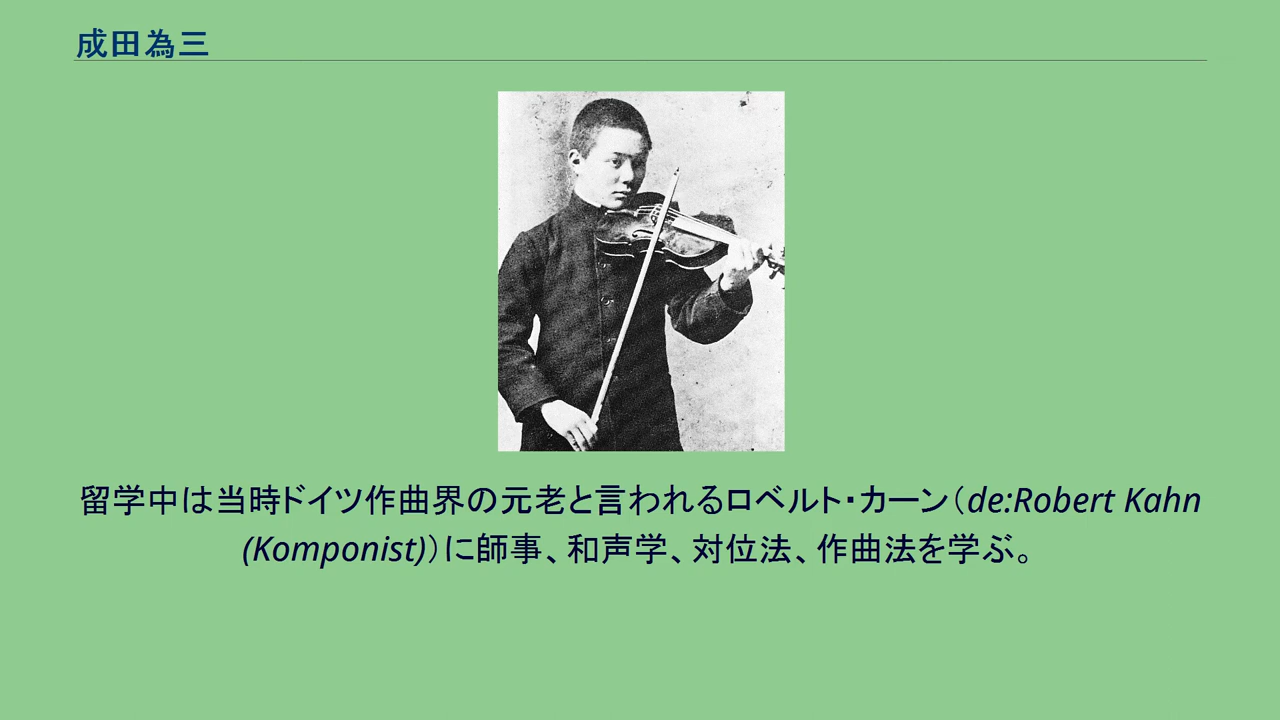 成田為三
留学中は当時ドイツ作曲界の元老と言われるロベルト・カーン（de:Robert Kahn
(Komponist)）に師事、和声学、対位法、作曲法を学ぶ。